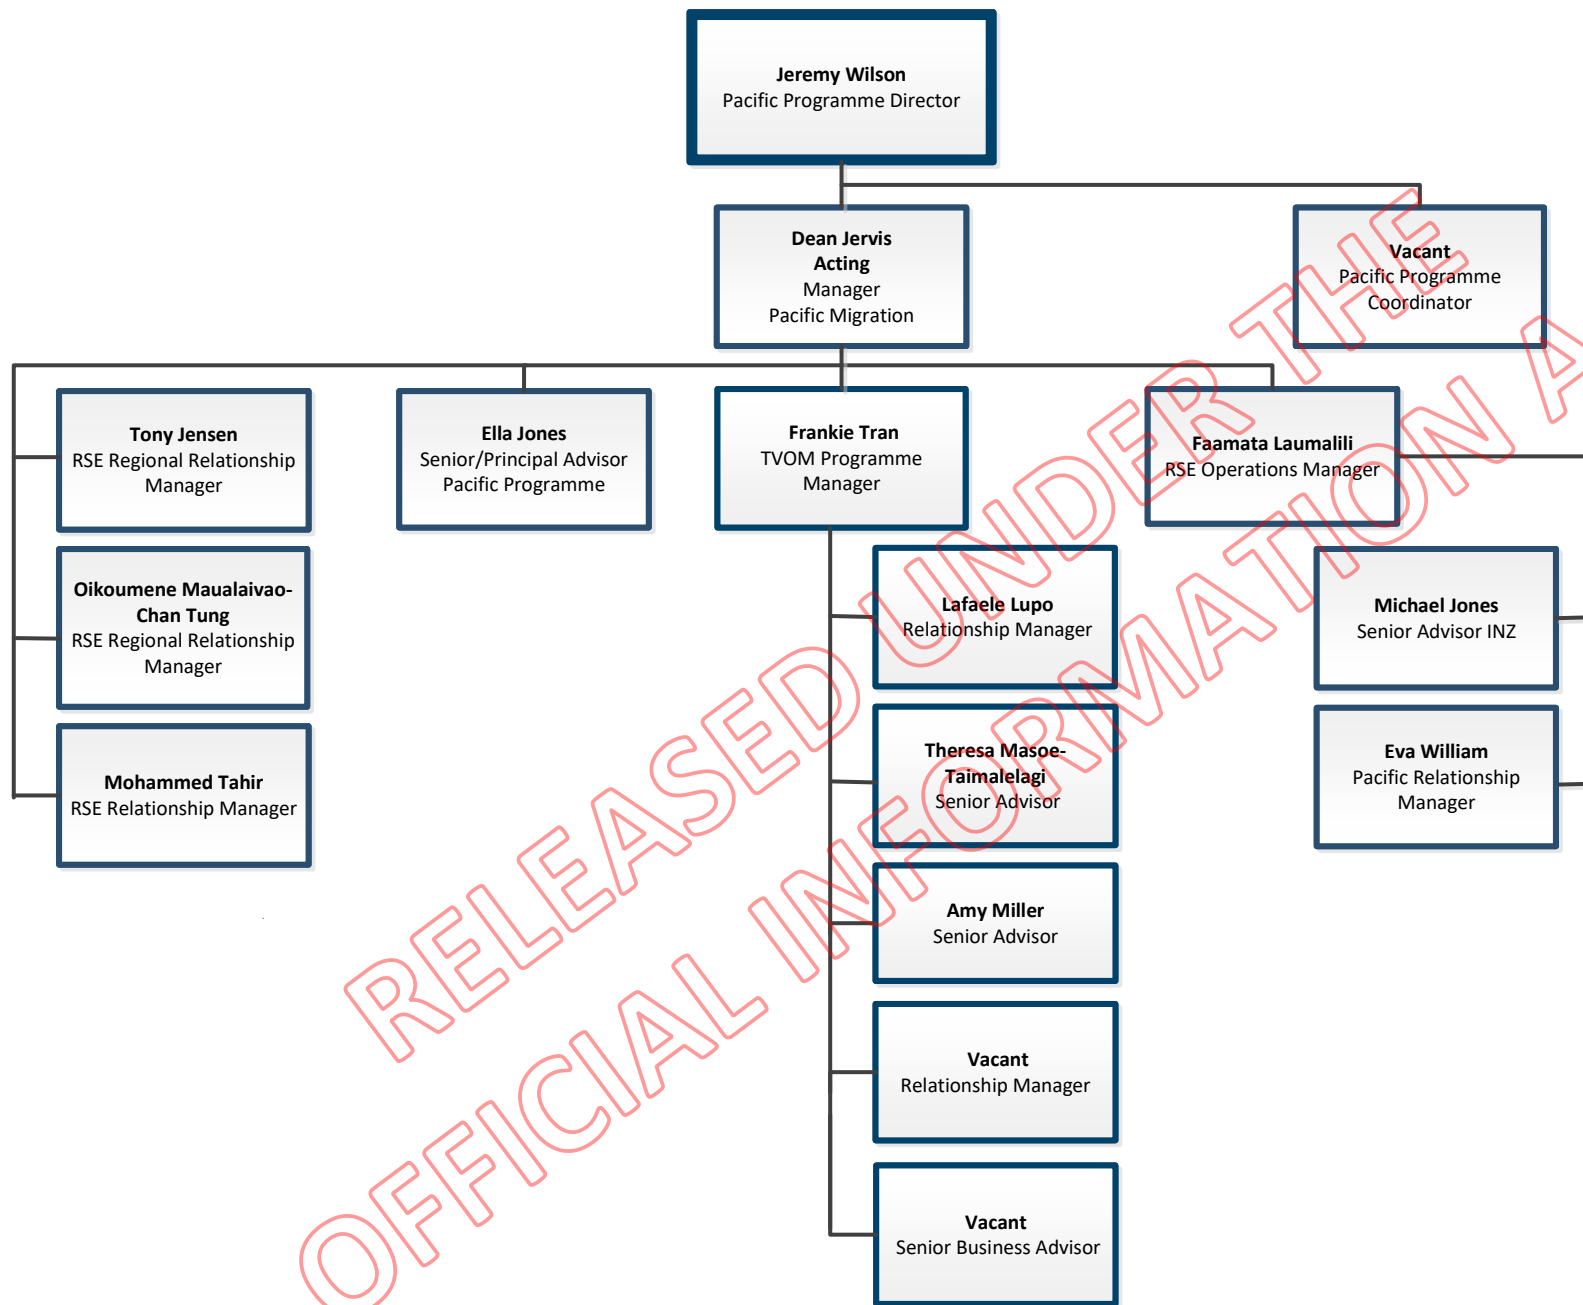 Jeremy Wilson
Pacific Programme Director
Dean Jervis
Acting
Manager
Pacific Migration
Vacant
Pacific Programme
Coordinator
Tony Jensen
RSE Regional Relationship
Manager
Ella Jones
Senior/Principal Advisor
Pacific Programme
Frankie Tran
TVOM Programme
Manager
Faamata Laumalili
RSE Operations Manager
Oikoumene Maualaivao-
Chan Tung
RSE Regional Relationship
Manager
Lafaele Lupo
Relationship Manager
Michael Jones
Senior Advisor INZ
Mohammed Tahir
RSE Relationship Manager
Theresa Masoe-
Taimalelagi
Senior Advisor
Eva William
Pacific Relationship
Manager
Amy Miller
Senior Advisor
Vacant
Relationship Manager
Vacant
Senior Business Advisor
RELEASED UNDER THE
OFFICIAL INFORMATION A